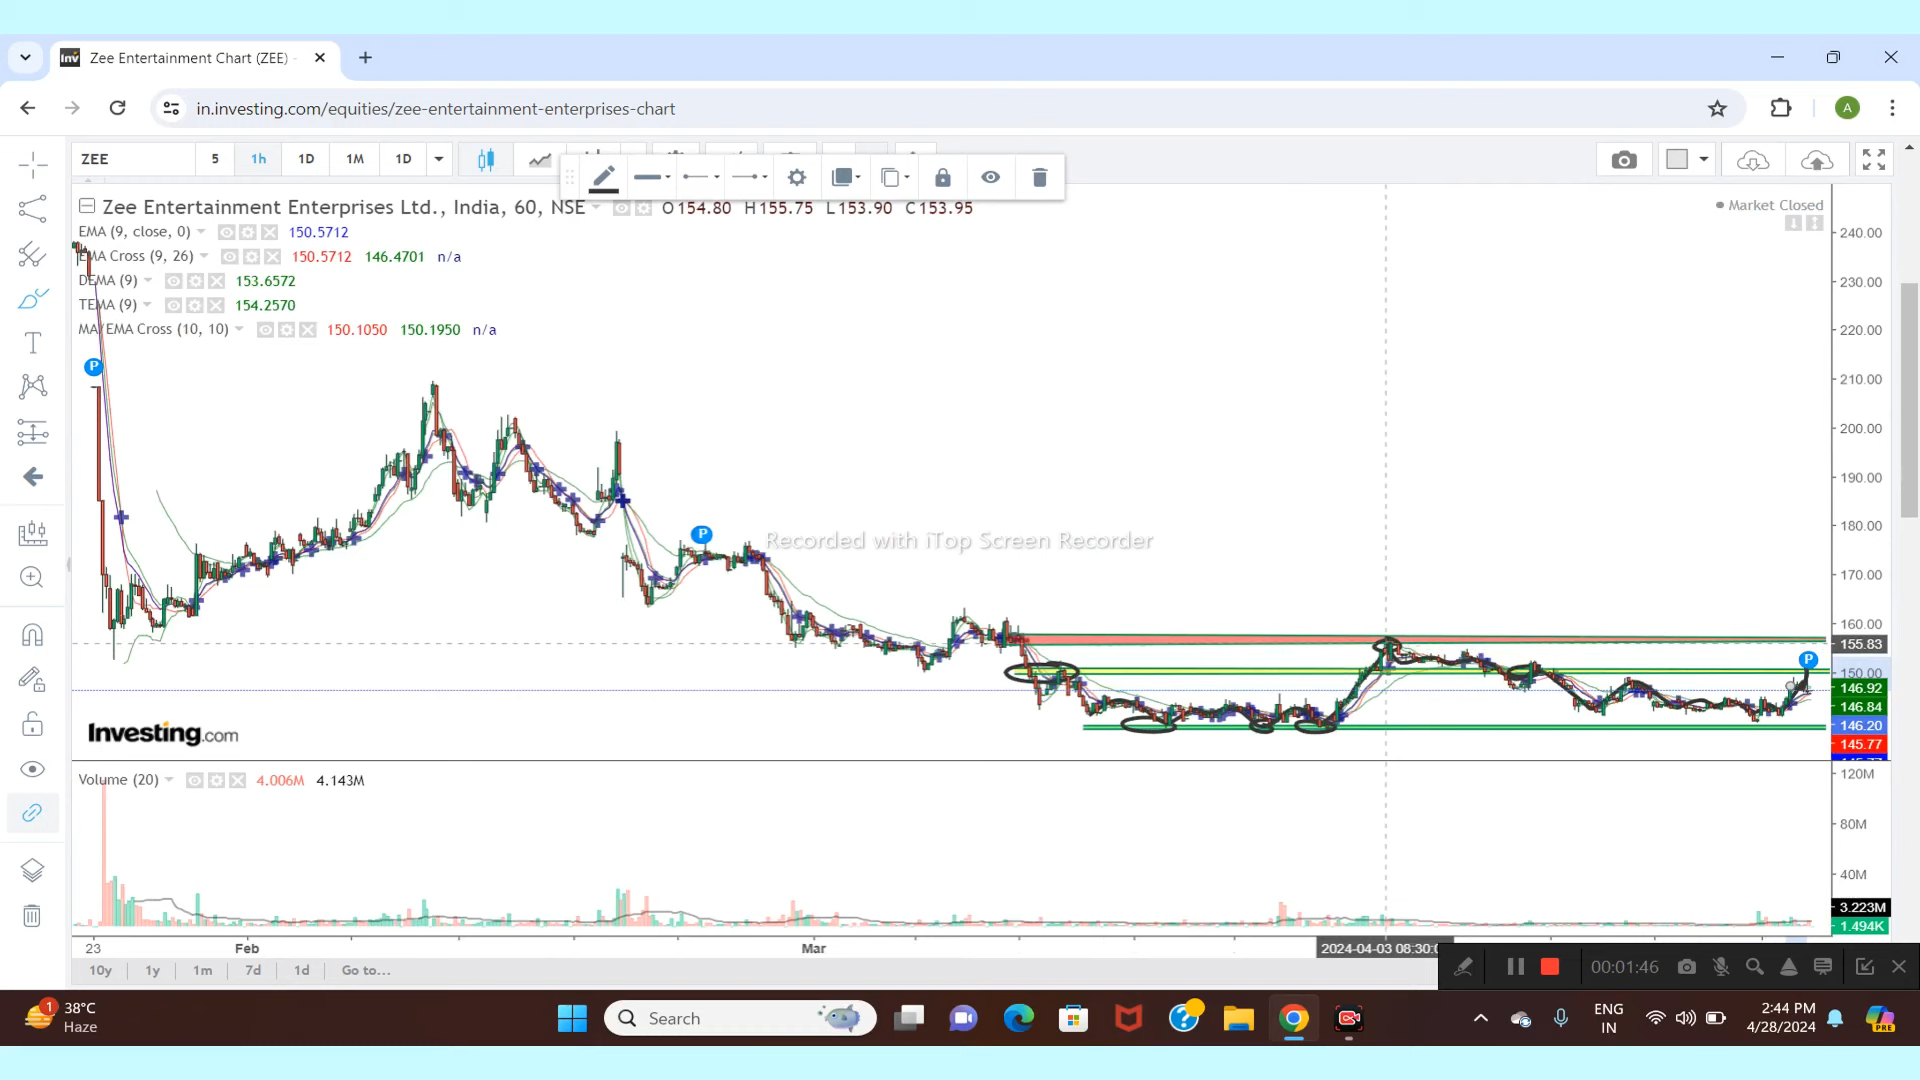 Zee Entertainment Chart (ZEE) -
in.investing.com/equities/zee-entertainment-enterprises-chart
A
ZEE 5 1h 1D 1M 1D
Zee Entertainment Enterprises Ltd., India, 60, NSE O154.80 H155.75 L153.90 C153.95
Market Closed
EMA (9, close, 0) 150.5712
EMA Cross (9, 26) 150.5712 146.4701 n/a
DEMA (9) 153.6572
TEMA (9) 154.2570
MA/EMA Cross (10, 10) 150.1050 150.1950 n/a
240.00
230.00
220.00
210.00
200.00
190.00
180.00
170.00
160.00
155.83
150.00
146.92
146.84
146.20
145.77
P
P
P
Recorded with iTop Screen Recorder
Investing.com
Volume (20) 4.006M 4.143M
120M
80M
40M
3.223M
1.494K
23 Feb Mar 2024-04-03 08:30:0
10y 1y 1m 7d 1d Go to...
00:01:46
1 38°C
Haze
Search
ENG
IN
2:44 PM
4/28/2024
PRE